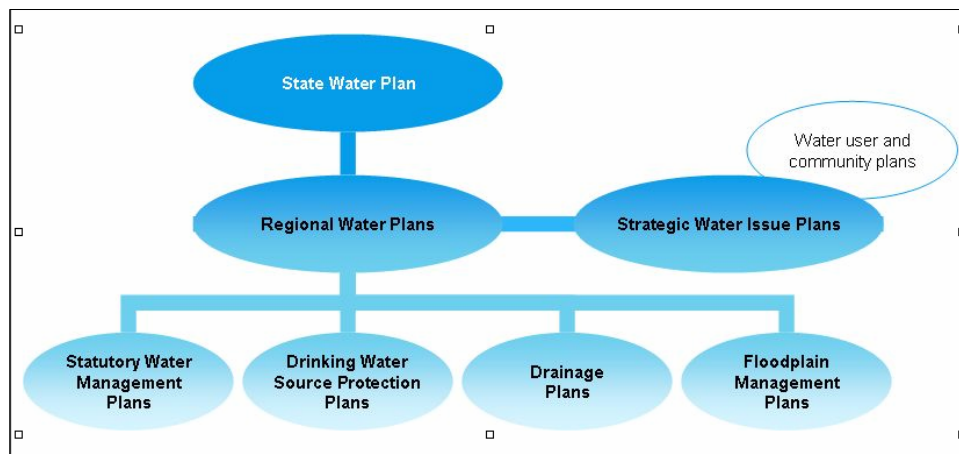 State Water Plan
Water user and
community plans
Regional Water Plans
Strategic Water Issue Plans
Statutory Water
Management
Plans
Drinking Water
Source Protection
Plans
Drainage
Plans
Floodplain
Management
Plans